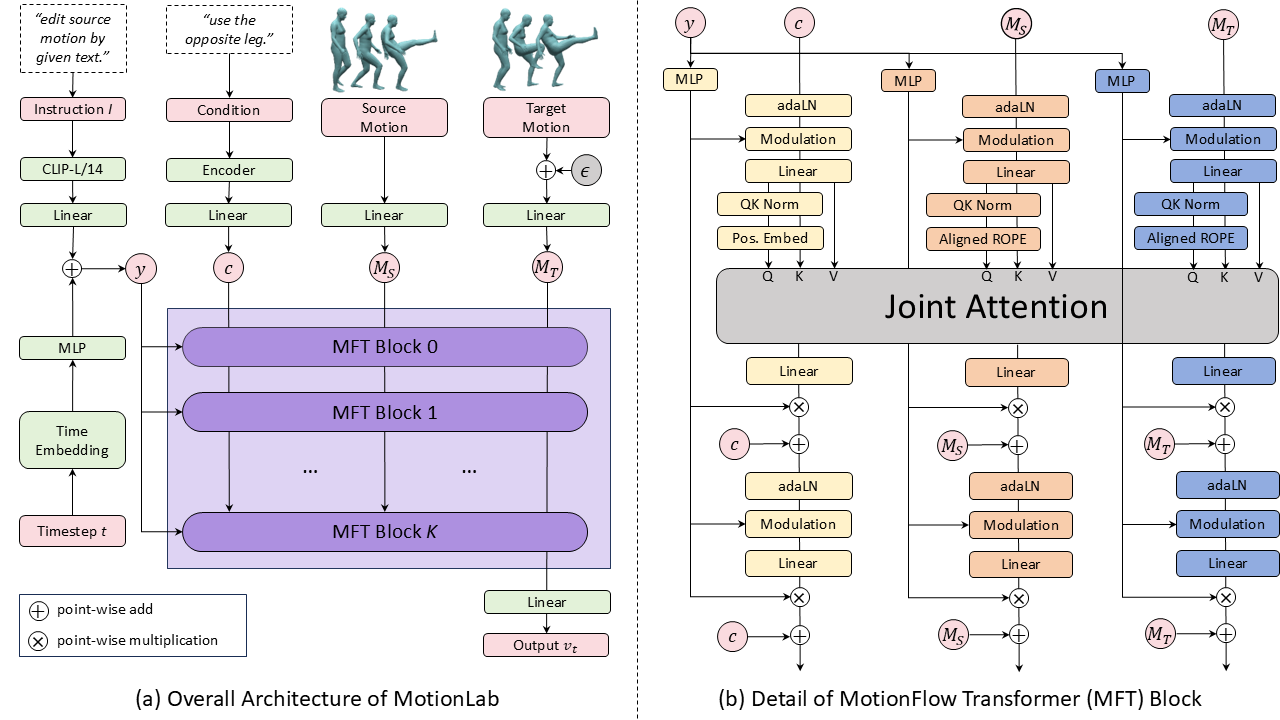 “edit source
motion by
given text.”
“use the
opposite leg.”
Instruction I
Condition
Source
Motion
Target
Motion
CLIP-L/14
Encoder
ϵ
Linear
Linear
Linear
Linear
y
c
M_S
M_T
MLP
MFT Block 0
MFT Block 1
Time
Embedding
...
...
Timestep t
MFT Block K
Linear
Output v_t
point-wise add
point-wise multiplication
(a) Overall Architecture of MotionLab
y
c
M_S
M_T
MLP
MLP
MLP
adaLN
adaLN
adaLN
Modulation
Modulation
Modulation
Linear
Linear
Linear
QK Norm
QK Norm
QK Norm
Pos. Embed
Aligned ROPE
Aligned ROPE
Q K V
Q K V
Q K V
Joint Attention
Linear
Linear
Linear
c
M_S
M_T
adaLN
adaLN
adaLN
Modulation
Modulation
Modulation
Linear
Linear
Linear
c
M_S
M_T
(b) Detail of MotionFlow Transformer (MFT) Block